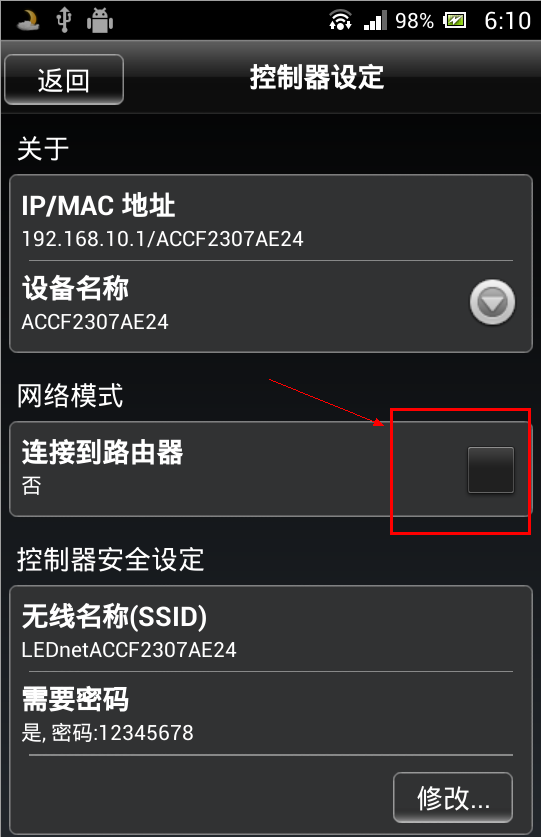 98% 6:10
返回
控制器设定
关于
IP/MAC 地址
192.168.10.1/ACCF2307AE24
设备名称
ACCF2307AE24
网络模式
连接到路由器
否
控制器安全设定
无线名称(SSID)
LEDnetACCF2307AE24
需要密码
是, 密码:12345678
修改...